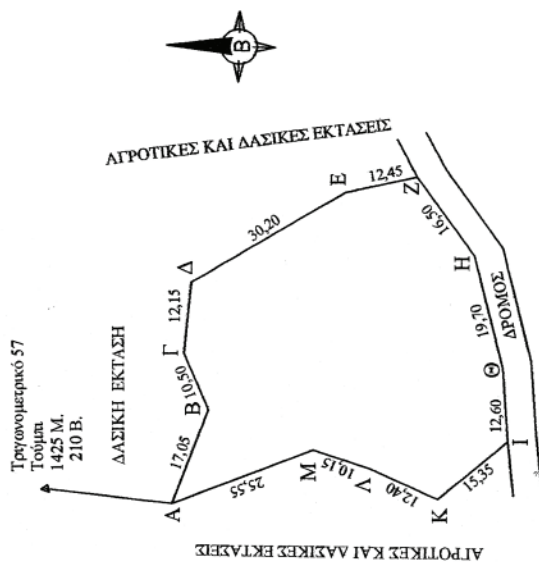 Τριγωνομετρικό 57
Τούμπα
1425 Μ.
210 Β.
ΔΑΣΙΚΗ ΕΚΤΑΣΗ
Β
ΑΓΡΟΤΙΚΕΣ ΚΑΙ ΔΑΣΙΚΕΣ ΕΚΤΑΣΕΙΣ
Α
17,05
Β
10,50
Γ
12,15
Δ
30,20
Ε
12,45
Ζ
16,50
Η
19,70
Θ
12,60
Ι
15,35
Κ
12,40
Λ
10,15
Μ
25,55
ΔΡΟΜΟΣ
ΑΓΡΟΤΙΚΕΣ ΚΑΙ ΔΑΣΙΚΕΣ ΕΚΤΑΣΕΙΣ